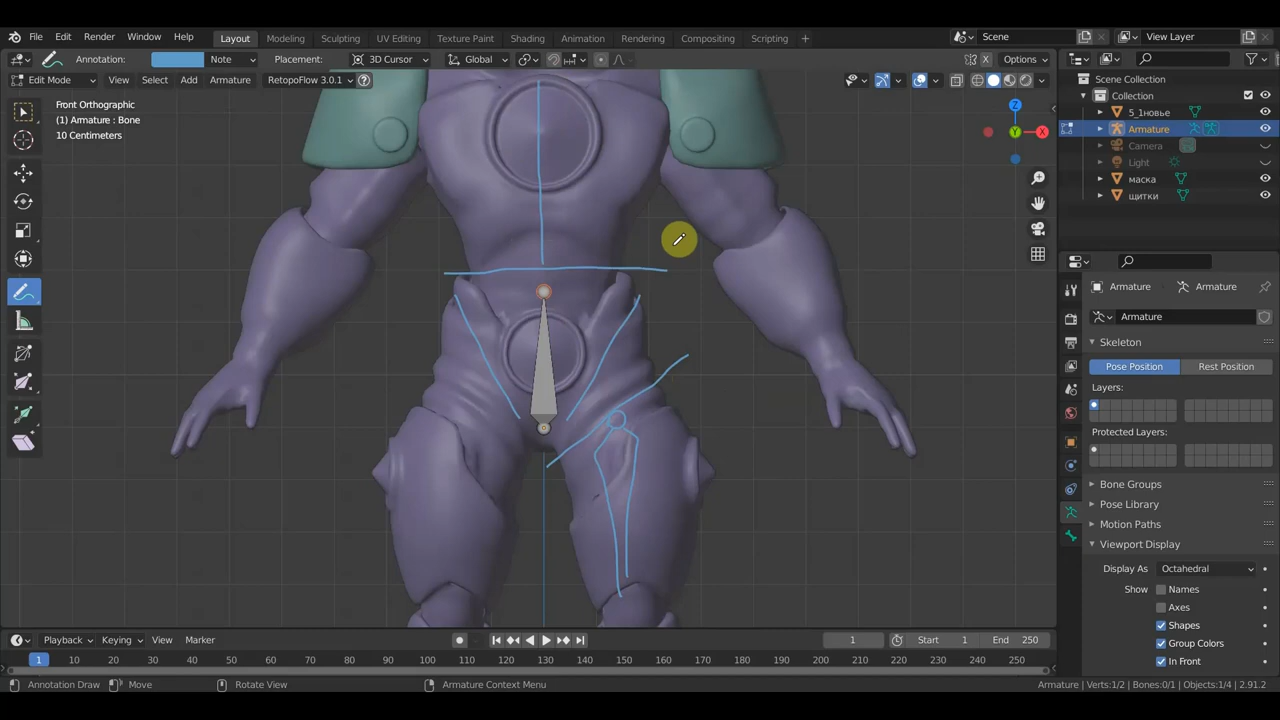 File Edit Render Window Help Layout Modeling Sculpting UV Editing Texture Paint Shading Animation Rendering Compositing Scripting + Scene View Layer
Annotation: Note Placement: 3D Cursor Global X Options
Edit Mode View Select Add Armature RetopoFlow 3.0.1
Front Orthographic
(1) Armature : Bone
10 Centimeters
Z
Y
X
Scene Collection
Collection
5_1новье
Armature
Camera
Light
маска
щитки
Armature Armature
Armature
Skeleton
Pose Position Rest Position
Layers:
Protected Layers:
Bone Groups
Pose Library
Motion Paths
Viewport Display
Display As Octahedral
Show Names
Axes
Shapes
Group Colors
In Front
Playback Keying View Marker 1 Start 1 End 250
1 10 20 30 40 50 60 70 80 90 100 110 120 130 140 150 160 170 180 190 200 210 220 230 240 250
Annotation Draw Move Rotate View Armature Context Menu Armature | Verts:1/2 | Bones:0/1 | Objects:1/4 | 2.91.2